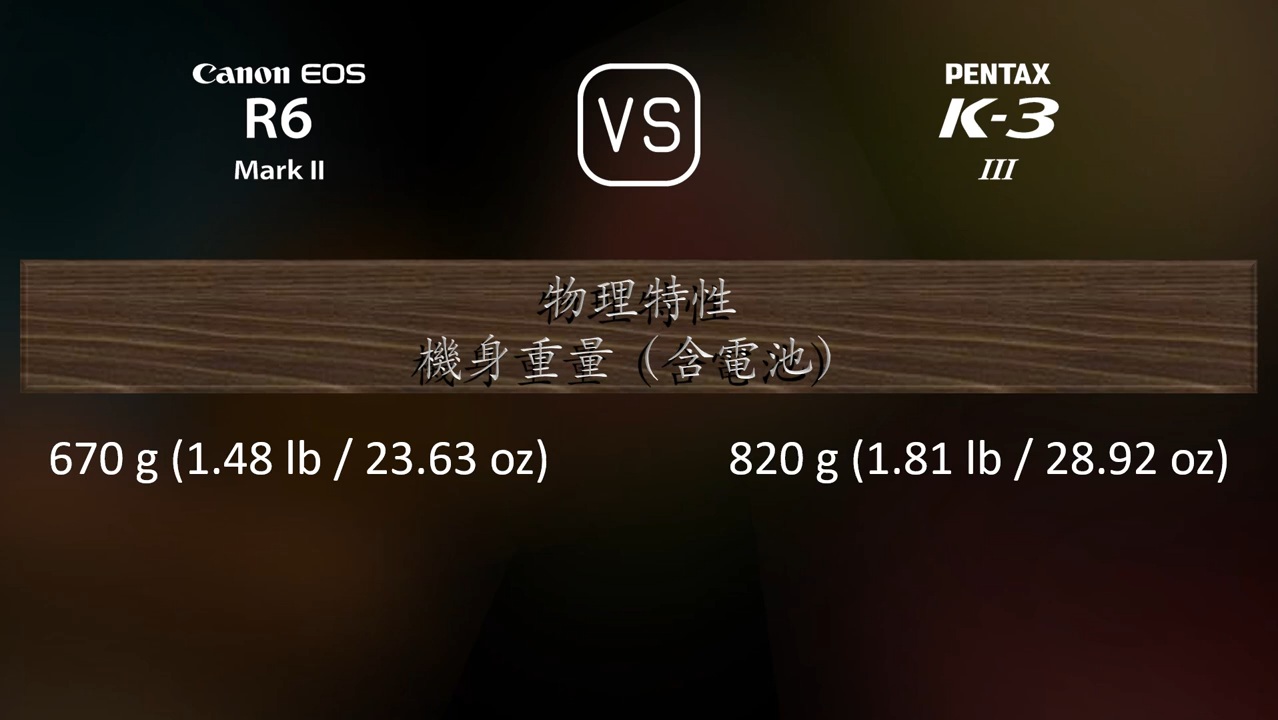 Canon EOS
R6
Mark II
VS
PENTAX
K-3
III
物理特性
機身重量（含電池）
670 g (1.48 lb / 23.63 oz)
820 g (1.81 lb / 28.92 oz)